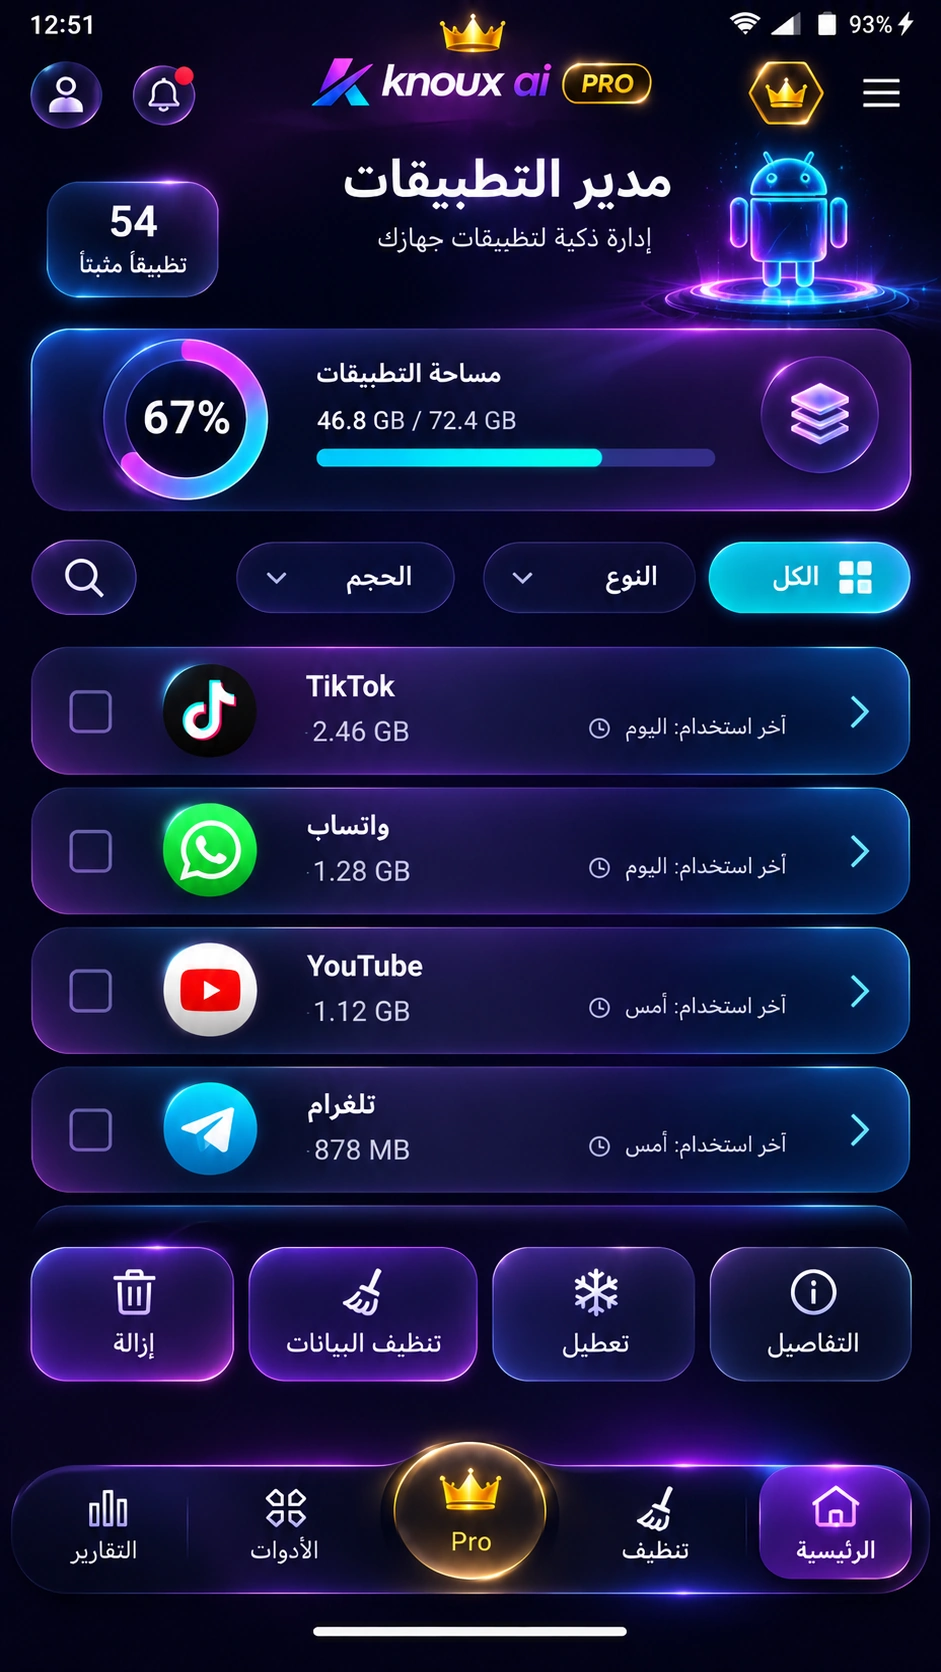 12:51
93%
knoux ai PRO
مدير التطبيقات
إدارة ذكية لتطبيقات جهازك
54
تطبيقاً مثبتاً
مساحة التطبيقات
46.8 GB / 72.4 GB
67%
الكل
النوع
الحجم
TikTok
2.46 GB
آخر استخدام: اليوم
واتساب
1.28 GB
آخر استخدام: اليوم
YouTube
1.12 GB
آخر استخدام: أمس
تلغرام
878 MB
آخر استخدام: أمس
التفاصيل
تعطيل
تنظيف البيانات
إزالة
الرئيسية
تنظيف
Pro
الأدوات
التقارير